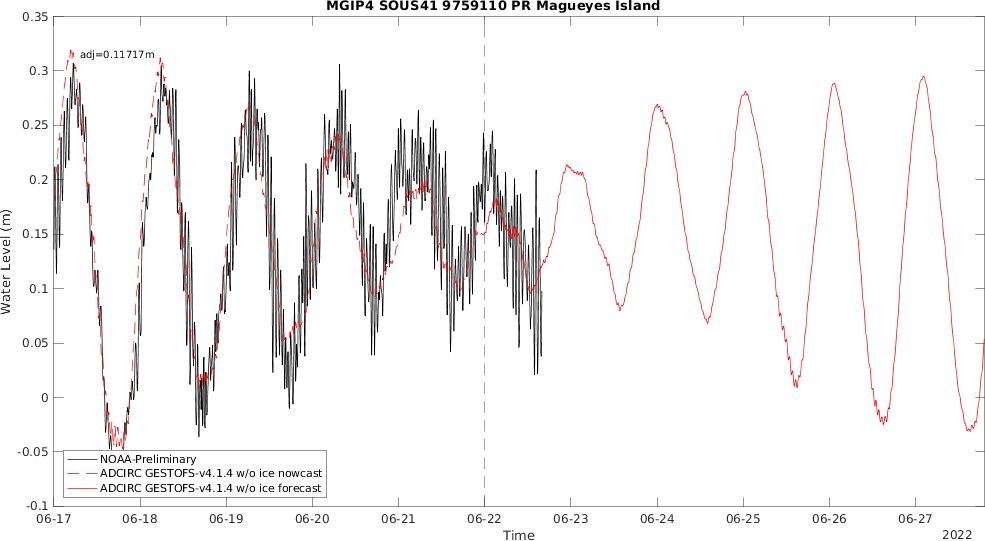 MGIP4 SOUS41 9759110 PR Magueyes Island
adj=0.11717m
0.35
0.3
0.25
0.2
0.15
0.1
0.05
0
-0.05
-0.1
Water Level (m)
NOAA-Preliminary
ADCIRC GESTOFS-v4.1.4 w/o ice nowcast
ADCIRC GESTOFS-v4.1.4 w/o ice forecast
06-17 06-18 06-19 06-20 06-21 06-22 06-23 06-24 06-25 06-26 06-27
Time
2022